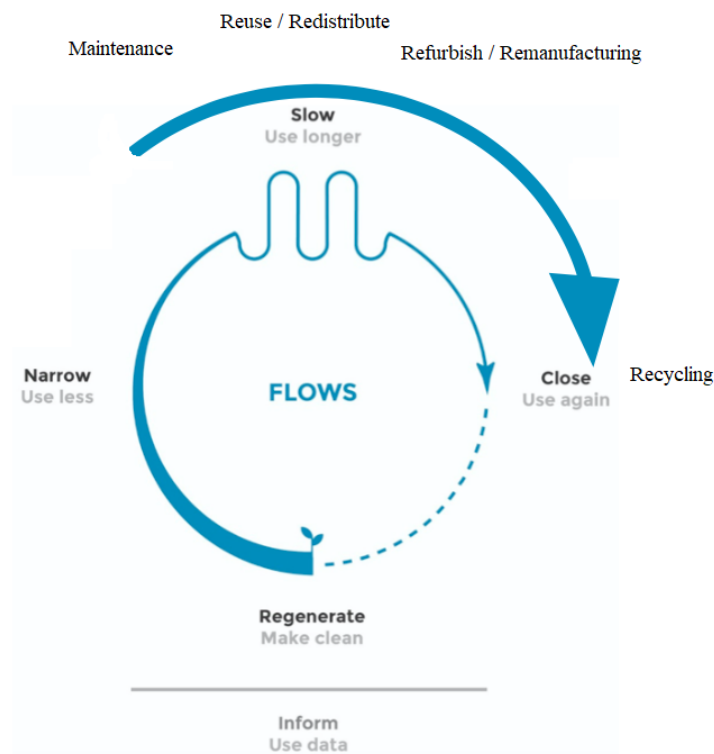 Reuse / Redistribute
Maintenance
Refurbish / Remanufacturing
Slow
Use longer
Narrow
Use less
FLOWS
Close
Use again
Recycling
Regenerate
Make clean
Inform
Use data